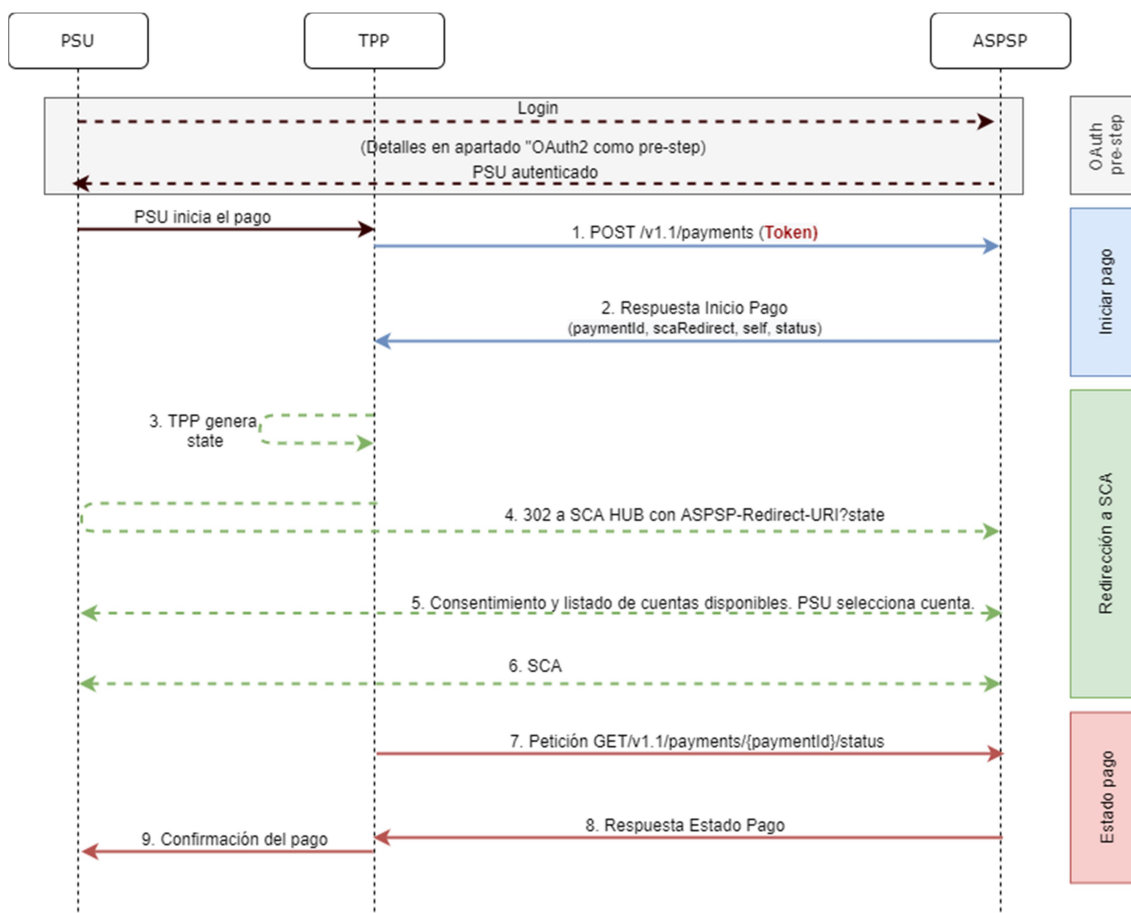 PSU
TPP
ASPSP
Login
(Detalles en apartado "OAuth2 como pre-step)
PSU autenticado
OAuth
pre-step
PSU inicia el pago
1. POST /v1.1/payments (Token)
2. Respuesta Inicio Pago
(paymentId, scaRedirect, self, status)
Iniciar pago
3. TPP genera
state
4. 302 a SCA HUB con ASPSP-Redirect-URI?state
5. Consentimiento y listado de cuentas disponibles. PSU selecciona cuenta.
6. SCA
Redirección a SCA
7. Petición GET/v1.1/payments/{paymentId}/status
8. Respuesta Estado Pago
9. Confirmación del pago
Estado pago